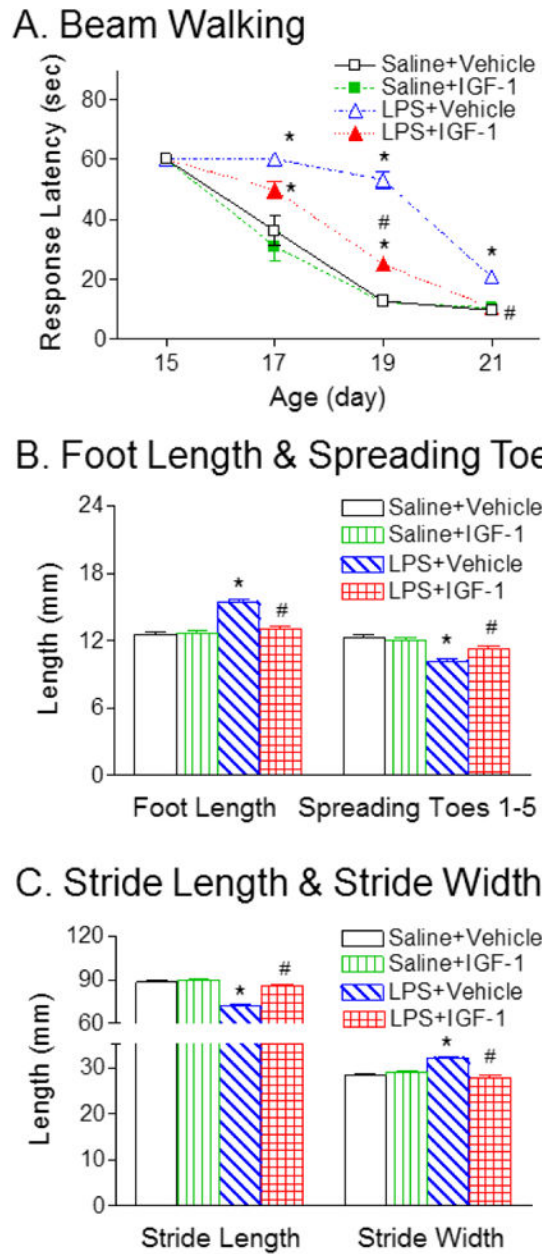 A. Beam Walking
Saline+Vehicle
Saline+IGF-1
LPS+Vehicle
LPS+IGF-1
Response Latency (sec)
80
60
40
20
0
*
*
*
#
*
*
#
15 17 19 21
Age (day)
B. Foot Length & Spreading Toe
Saline+Vehicle
Saline+IGF-1
LPS+Vehicle
LPS+IGF-1
Length (mm)
24
18
12
6
0
*
#
*
#
Foot Length Spreading Toes 1-5
C. Stride Length & Stride Width
Saline+Vehicle
Saline+IGF-1
LPS+Vehicle
LPS+IGF-1
Length (mm)
120
90
60
30
20
10
0
*
#
*
#
Stride Length Stride Width